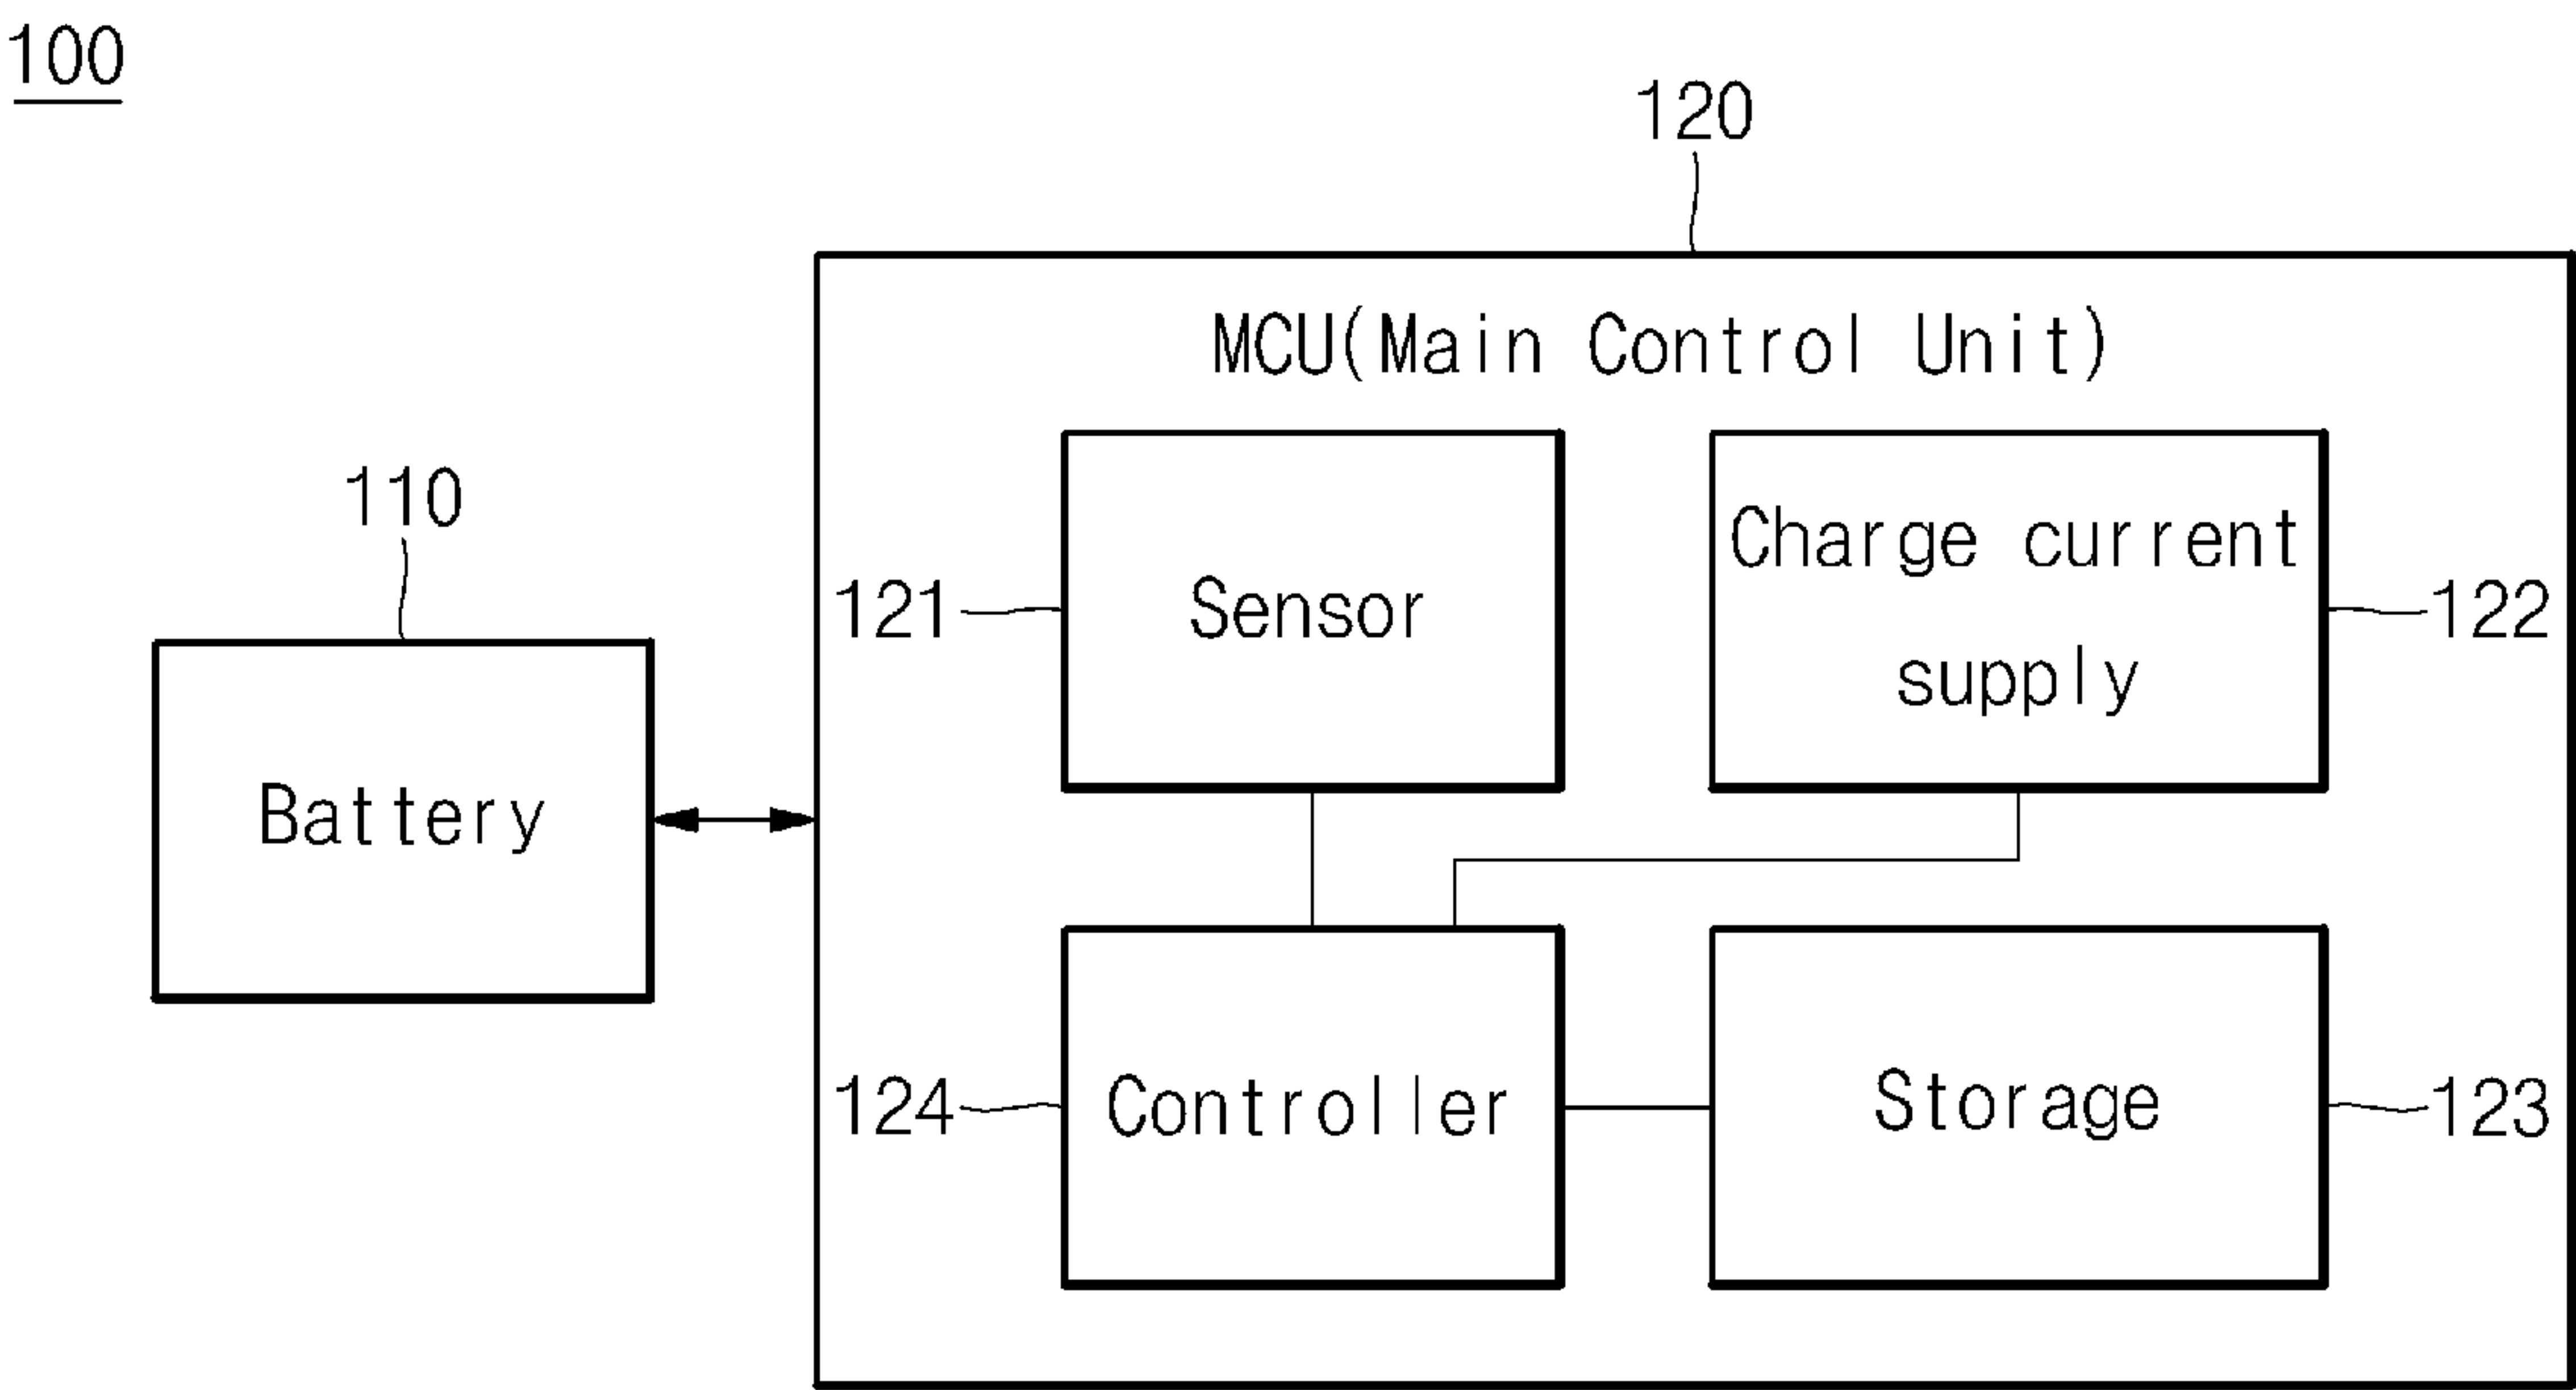 100
120
MCU(Main Control Unit)
110
121
Sensor
Charge current
supply
122
Battery
124
Controller
Storage
123